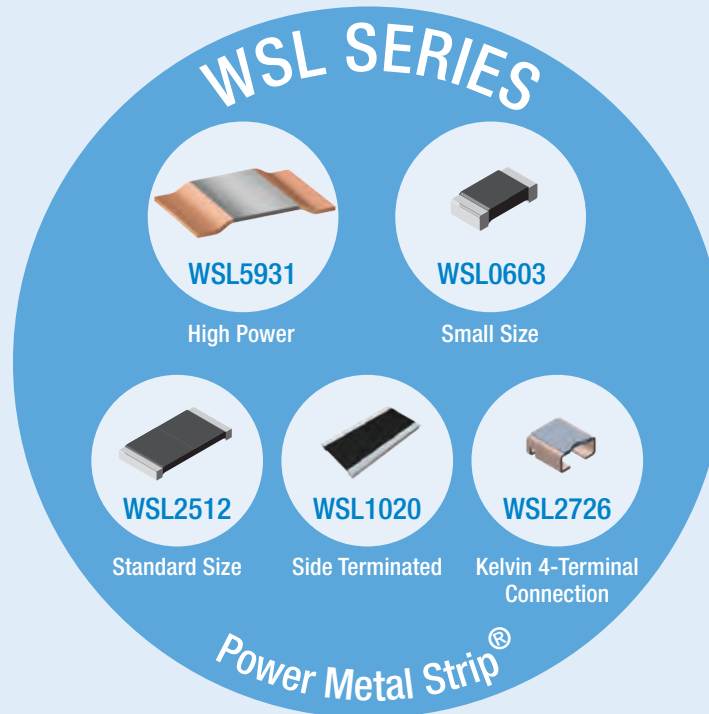 WSL SERIES
WSL5931
High Power
WSL0603
Small Size
WSL2512
Standard Size
WSL1020
Side Terminated
WSL2726
Kelvin 4-Terminal
Connection
Power Metal Strip®